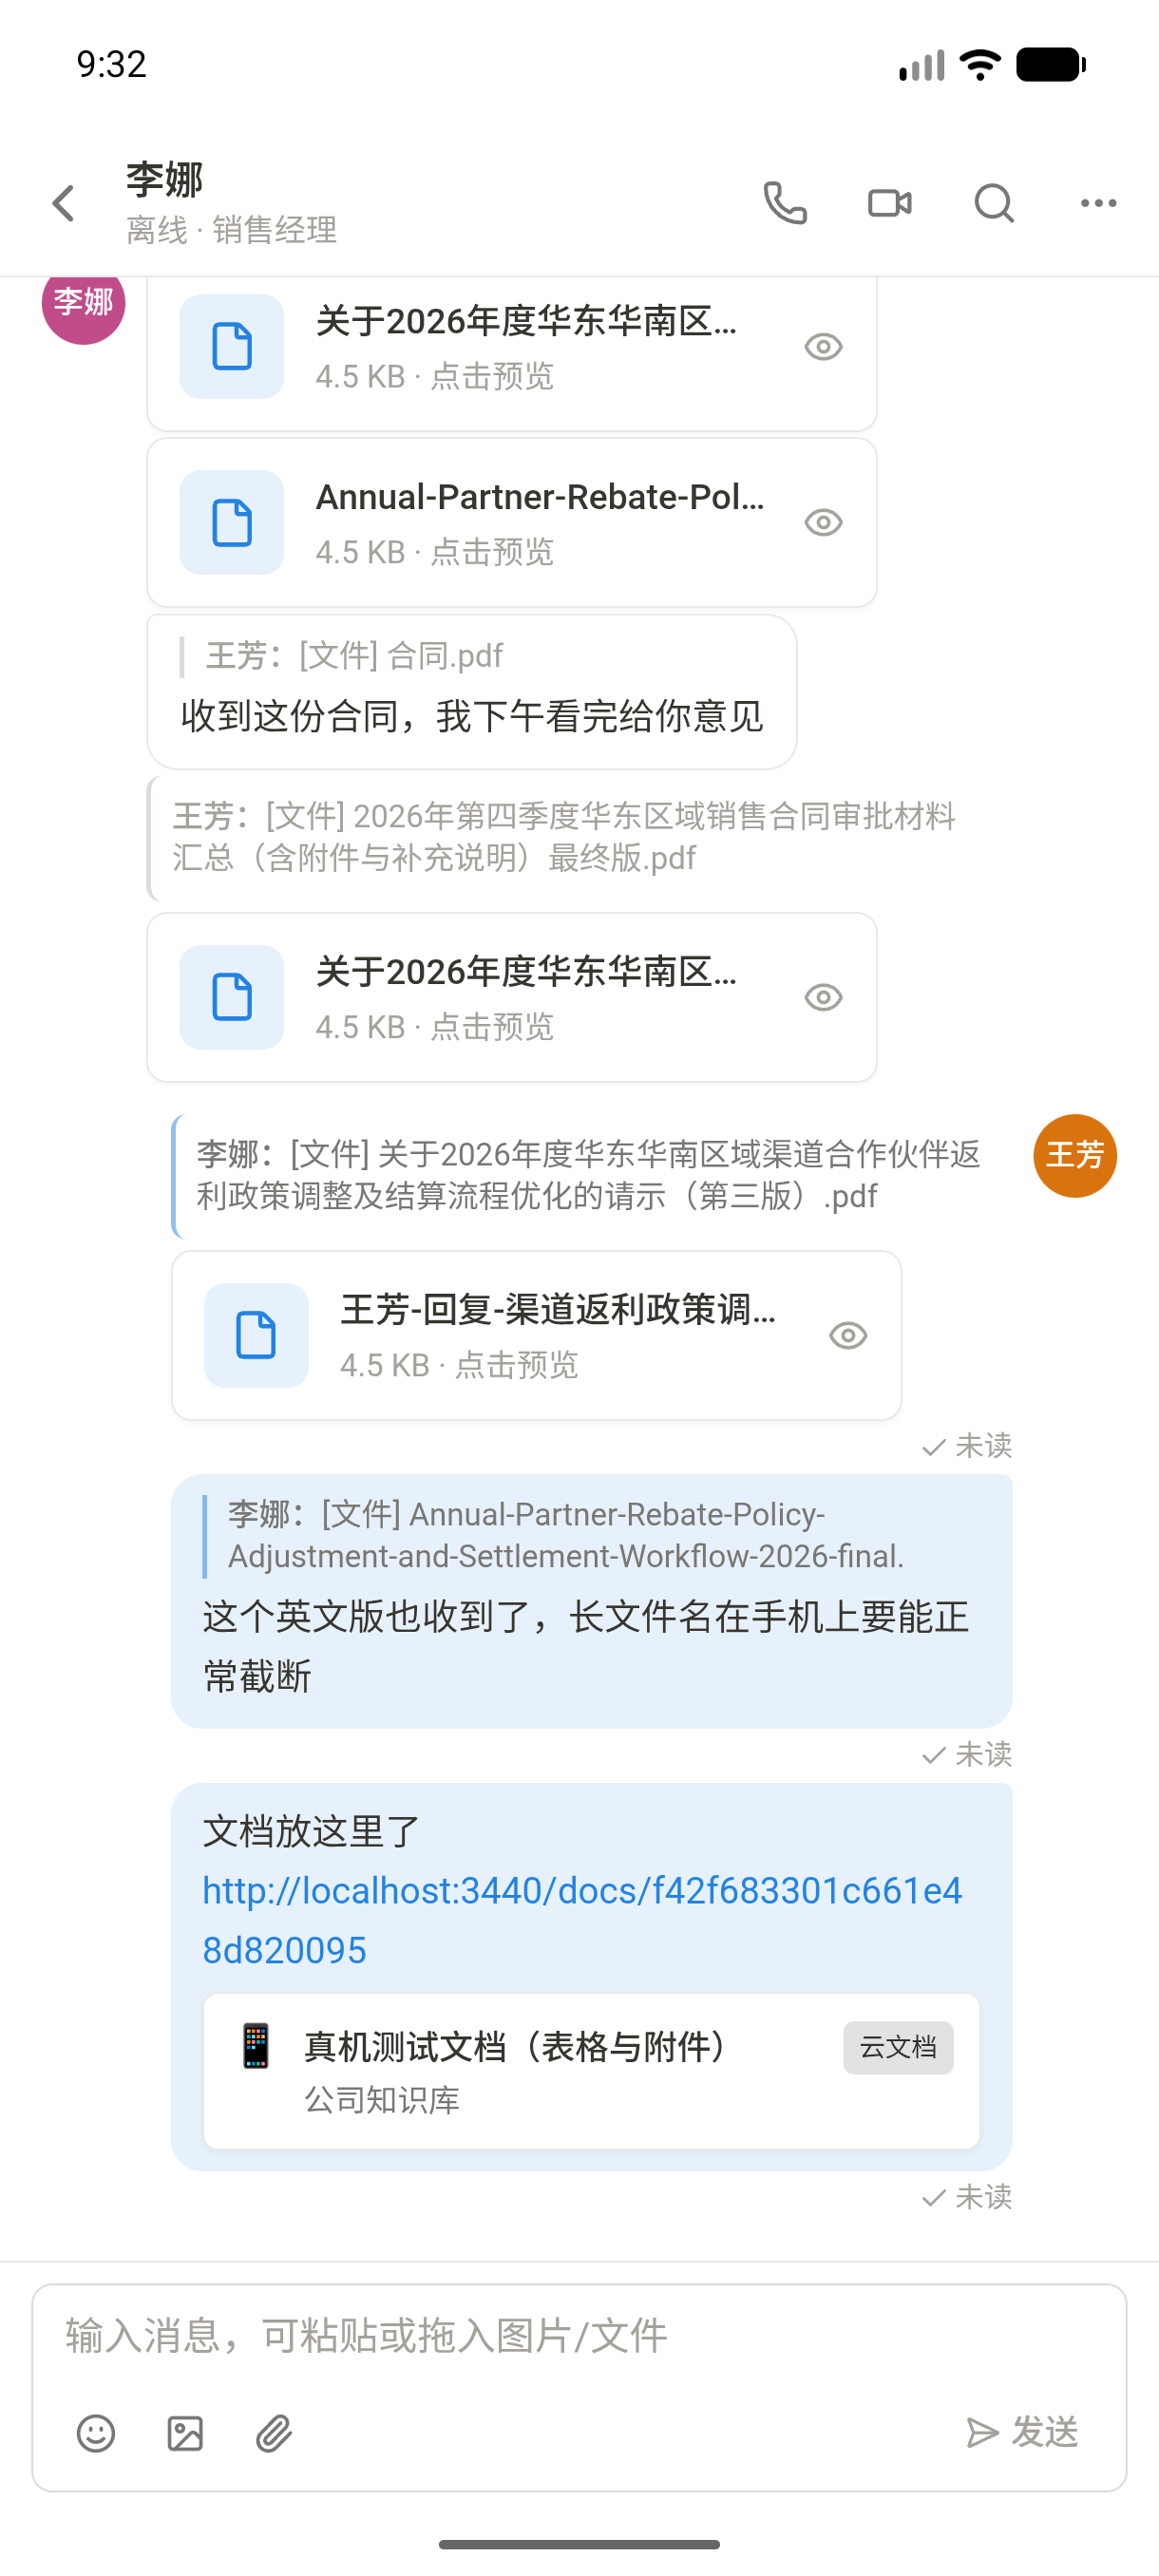 9:32
李娜
离线 · 销售经理
李娜
关于2026年度华东华南区...
4.5 KB · 点击预览
Annual-Partner-Rebate-Pol...
4.5 KB · 点击预览
王芳：[文件] 合同.pdf
收到这份合同，我下午看完给你意见
王芳：[文件] 2026年第四季度华东区域销售合同审批材料
汇总（含附件与补充说明）最终版.pdf
关于2026年度华东华南区...
4.5 KB · 点击预览
王芳
李娜：[文件] 关于2026年度华东华南区域渠道合作伙伴返
利政策调整及结算流程优化的请示（第三版）.pdf
王芳-回复-渠道返利政策调...
4.5 KB · 点击预览
未读
李娜：[文件] Annual-Partner-Rebate-Policy-
Adjustment-and-Settlement-Workflow-2026-final.
这个英文版也收到了，长文件名在手机上要能正
常截断
未读
文档放这里了
http://localhost:3440/docs/f42f683301c661e4
8d820095
真机测试文档（表格与附件）
云文档
公司知识库
未读
输入消息，可粘贴或拖入图片/文件
发送